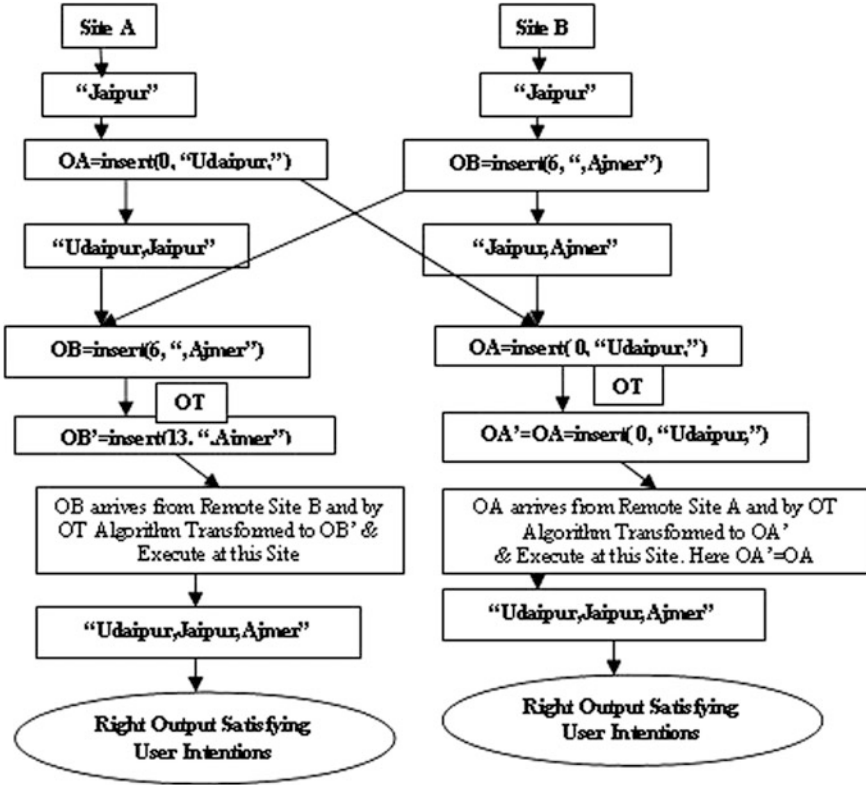 Site A
Site B
“Jaipur”
“Jaipur”
OA=insert(0, “Udaipur,”)
OB=insert(6, “,Ajmer”)
“Udaipur,Jaipur”
“Jaipur,Ajmer”
OB=insert(6, “,Ajmer”)
OA=insert( 0, “Udaipur,”)
OT
OT
OB’=insert(13, “,Ajmer”)
OA’=OA=insert( 0, “Udaipur,”)
OB arrives from Remote Site B and by
OT Algorithm Transformed to OB’ &
Execute at this Site
OA arrives from Remote Site A and by OT
Algorithm Transformed to OA’
& Execute at this Site. Here OA’=OA
“Udaipur,Jaipur,Ajmer”
“Udaipur,Jaipur,Ajmer”
Right Output Satisfying
User Intentions
Right Output Satisfying
User Intentions